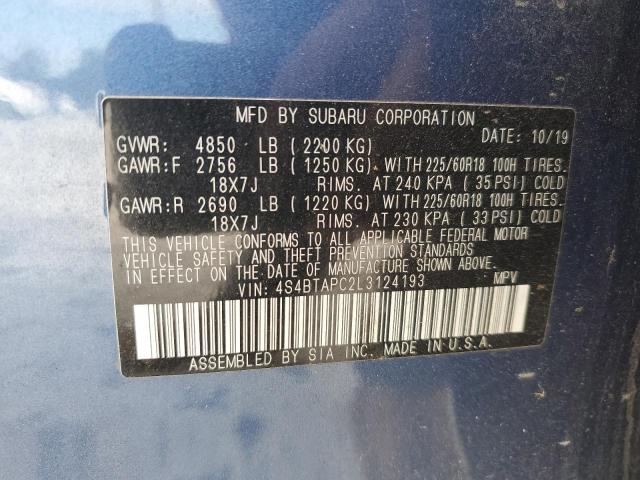 MFD BY SUBARU CORPORATION
GVWR: 4850 LB (2200 KG) DATE: 10/19
GAWR:F 2756 LB (1250 KG) WITH 225/60R18 100H TIRES.
18X7J RIMS. AT 240 KPA (35 PSI) COLD
GAWR:R 2690 LB (1220 KG) WITH 225/60R18 100H TIRES.
18X7J RIMS. AT 230 KPA (33 PSI) COLD
THIS VEHICLE CONFORMS TO ALL APPLICABLE FEDERAL MOTOR
VEHICLE SAFETY AND THEFT PREVENTION STANDARDS
IN EFFECT ON THE DATE OF MANUFACTURE SHOWN ABOVE.
VIN: 4S4BTAPC2L3124193 MPV
ASSEMBLED BY SIA INC. MADE IN U.S.A.